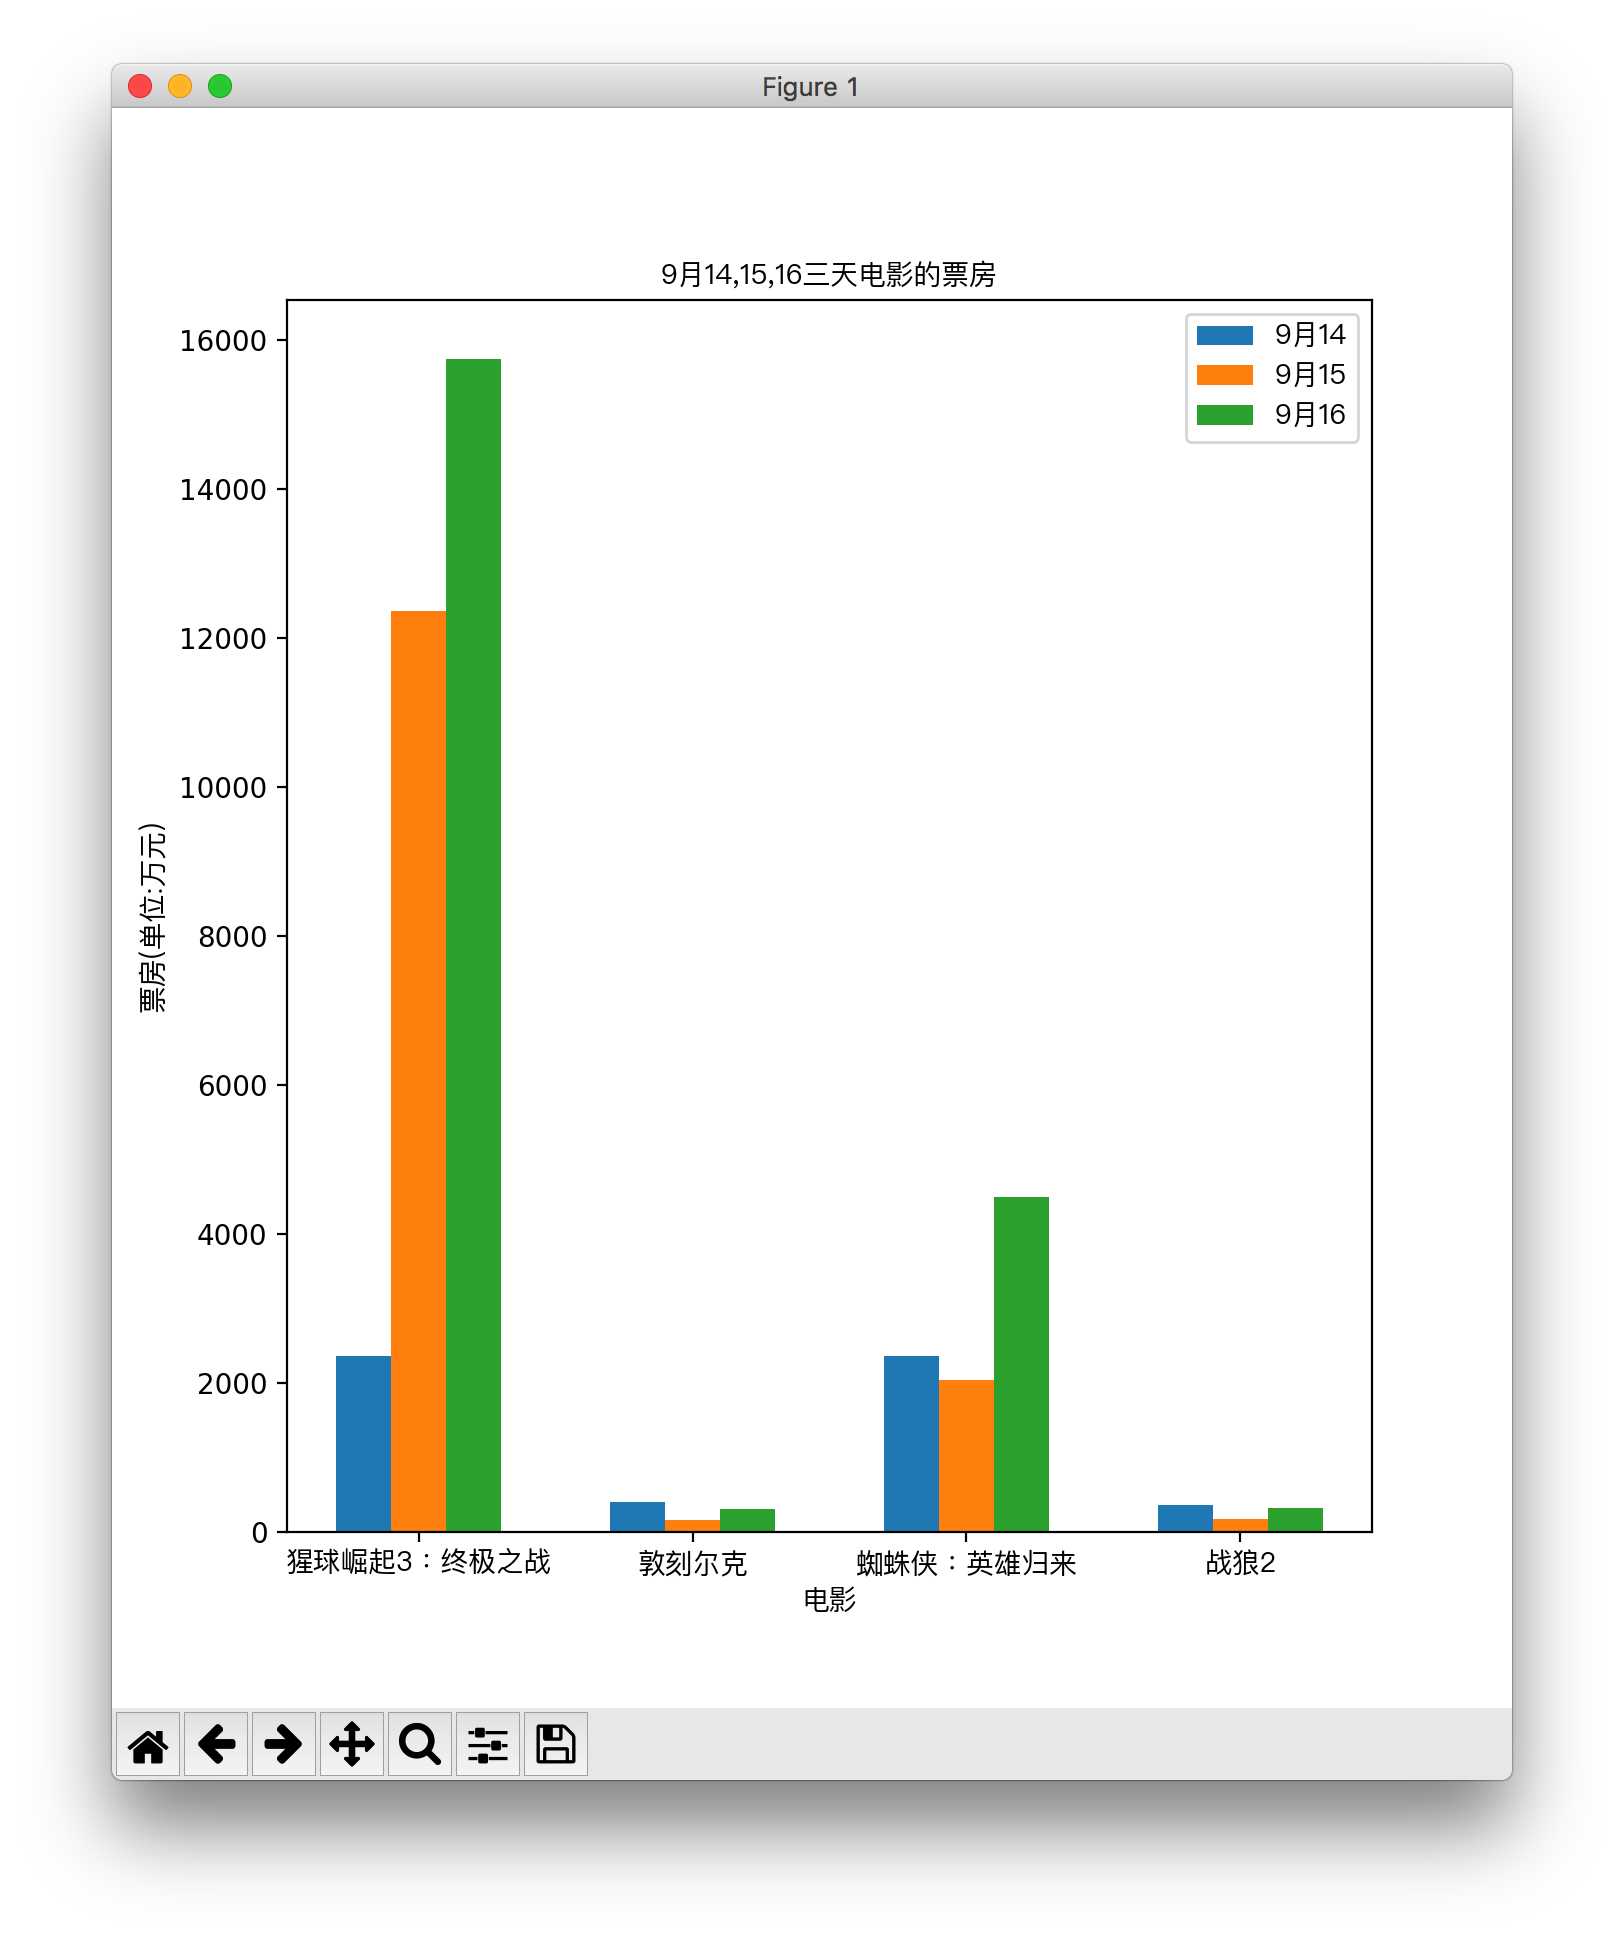 Figure 1
9月14,15,16三天电影的票房
9月14
9月15
9月16
16000
14000
12000
10000
8000
6000
4000
2000
0
票房(单位:万元)
猩球崛起3：终极之战
敦刻尔克
蜘蛛侠：英雄归来
战狼2
电影